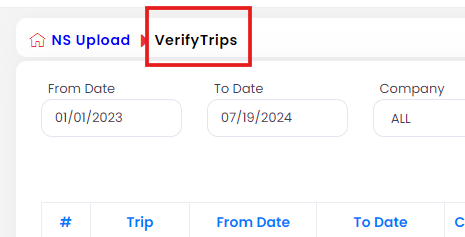 NS Upload VerifyTrips
From Date To Date Company
01/01/2023 07/19/2024 ALL
# Trip From Date To Date